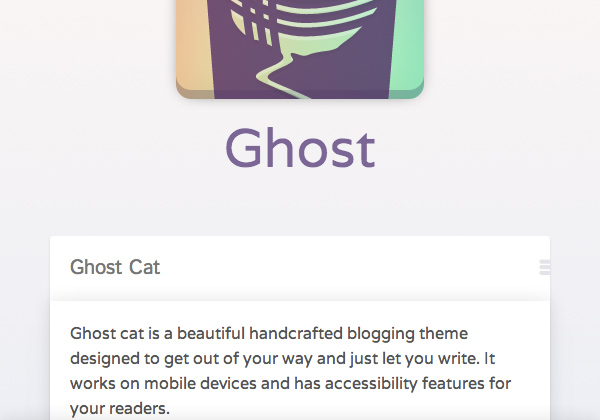 Ghost
Ghost Cat
Ghost cat is a beautiful handcrafted blogging theme
designed to get out of your way and just let you write. It
works on mobile devices and has accessibility features for
your readers.